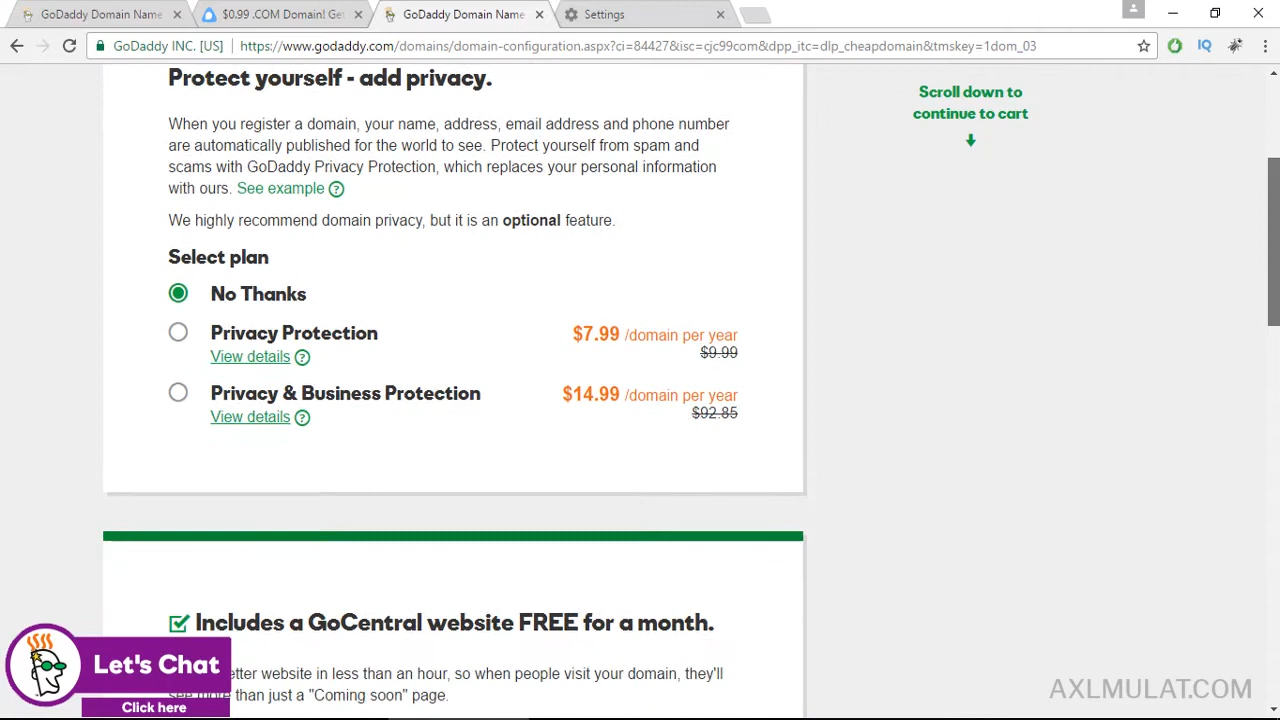 GoDaddy Domain Name
$0.99 .COM Domain! Get
GoDaddy Domain Name
Settings
GoDaddy INC. [US]
https://www.godaddy.com/domains/domain-configuration.aspx?ci=84427&isc=cjc99com&dpp_itc=dlp_cheapdomain&tmskey=1dom_03
IQ
Protect yourself - add privacy.
When you register a domain, your name, address, email address and phone number
are automatically published for the world to see. Protect yourself from spam and
scams with GoDaddy Privacy Protection, which replaces your personal information
with ours. See example ?
We highly recommend domain privacy, but it is an optional feature.
Select plan
No Thanks
Privacy Protection $7.99 /domain per year
View details ? $9.99
Privacy & Business Protection $14.99 /domain per year
View details ? $92.85
Scroll down to
continue to cart
Includes a GoCentral website FREE for a month.
etter website in less than an hour, so when people visit your domain, they'll
see more than just a "Coming soon" page.
Let's Chat
Click here
AXLMULAT.COM